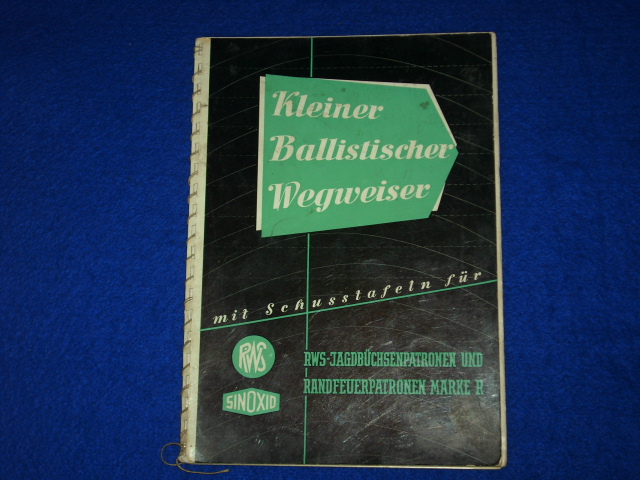 Kleiner
Ballistischer
Wegweiser
mit Schusstafeln für
RWS
SINOXID
RWS-JAGDBÜCHSENPATRONEN UND
RANDFEUERPATRONEN MARKE R